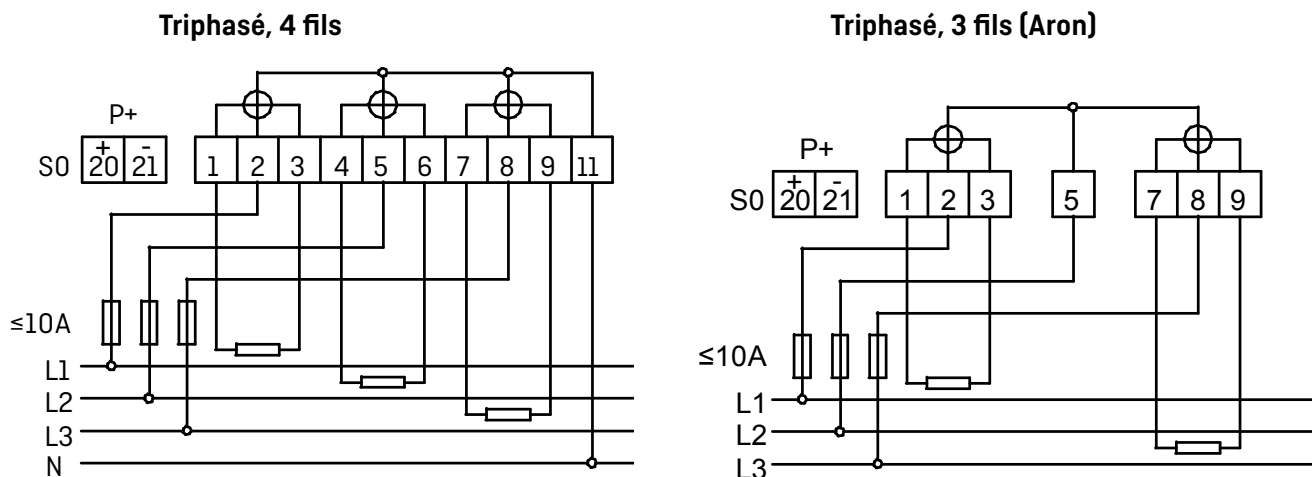 Triphasé, 4 fils
P+
+ -
S0 20 21 1 2 3 4 5 6 7 8 9 11
≤10A
L1
L2
L3
N
Triphasé, 3 fils (Aron)
P+
+ -
S0 20 21 1 2 3 5 7 8 9
≤10A
L1
L2
L3